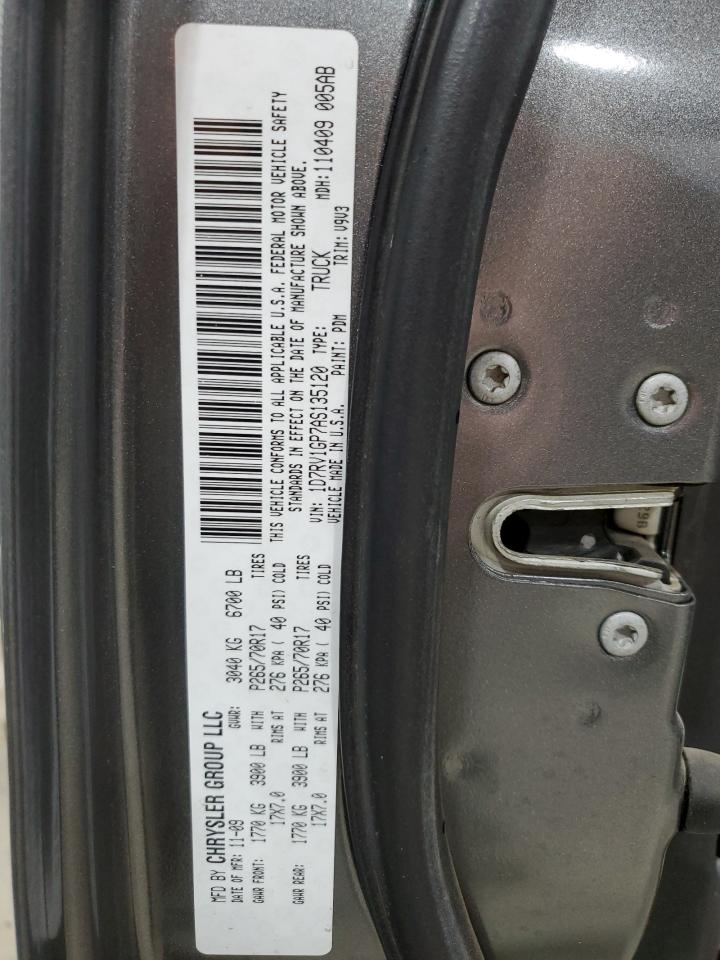 MFD BY CHRYSLER GROUP LLC
DATE OF MFR: 11-09 GVWR: 3040 KG 6700 LB
GAWR FRONT: 1770 KG 3900 LB WITH P265/70R17 TIRES
17X7.0 RIMS AT 276 KPA ( 40 PSI) COLD
GAWR REAR: 1770 KG 3900 LB WITH P265/70R17 TIRES
17X7.0 RIMS AT 276 KPA ( 40 PSI) COLD
THIS VEHICLE CONFORMS TO ALL APPLICABLE U.S.A. FEDERAL MOTOR VEHICLE SAFETY
STANDARDS IN EFFECT ON THE DATE OF MANUFACTURE SHOWN ABOVE.
VIN: 1D7RV1GP7AS135120 TYPE: TRUCK MDH: 110409 005AB
VEHICLE MADE IN U.S.A. PAINT: PDM TRIM: V9V3